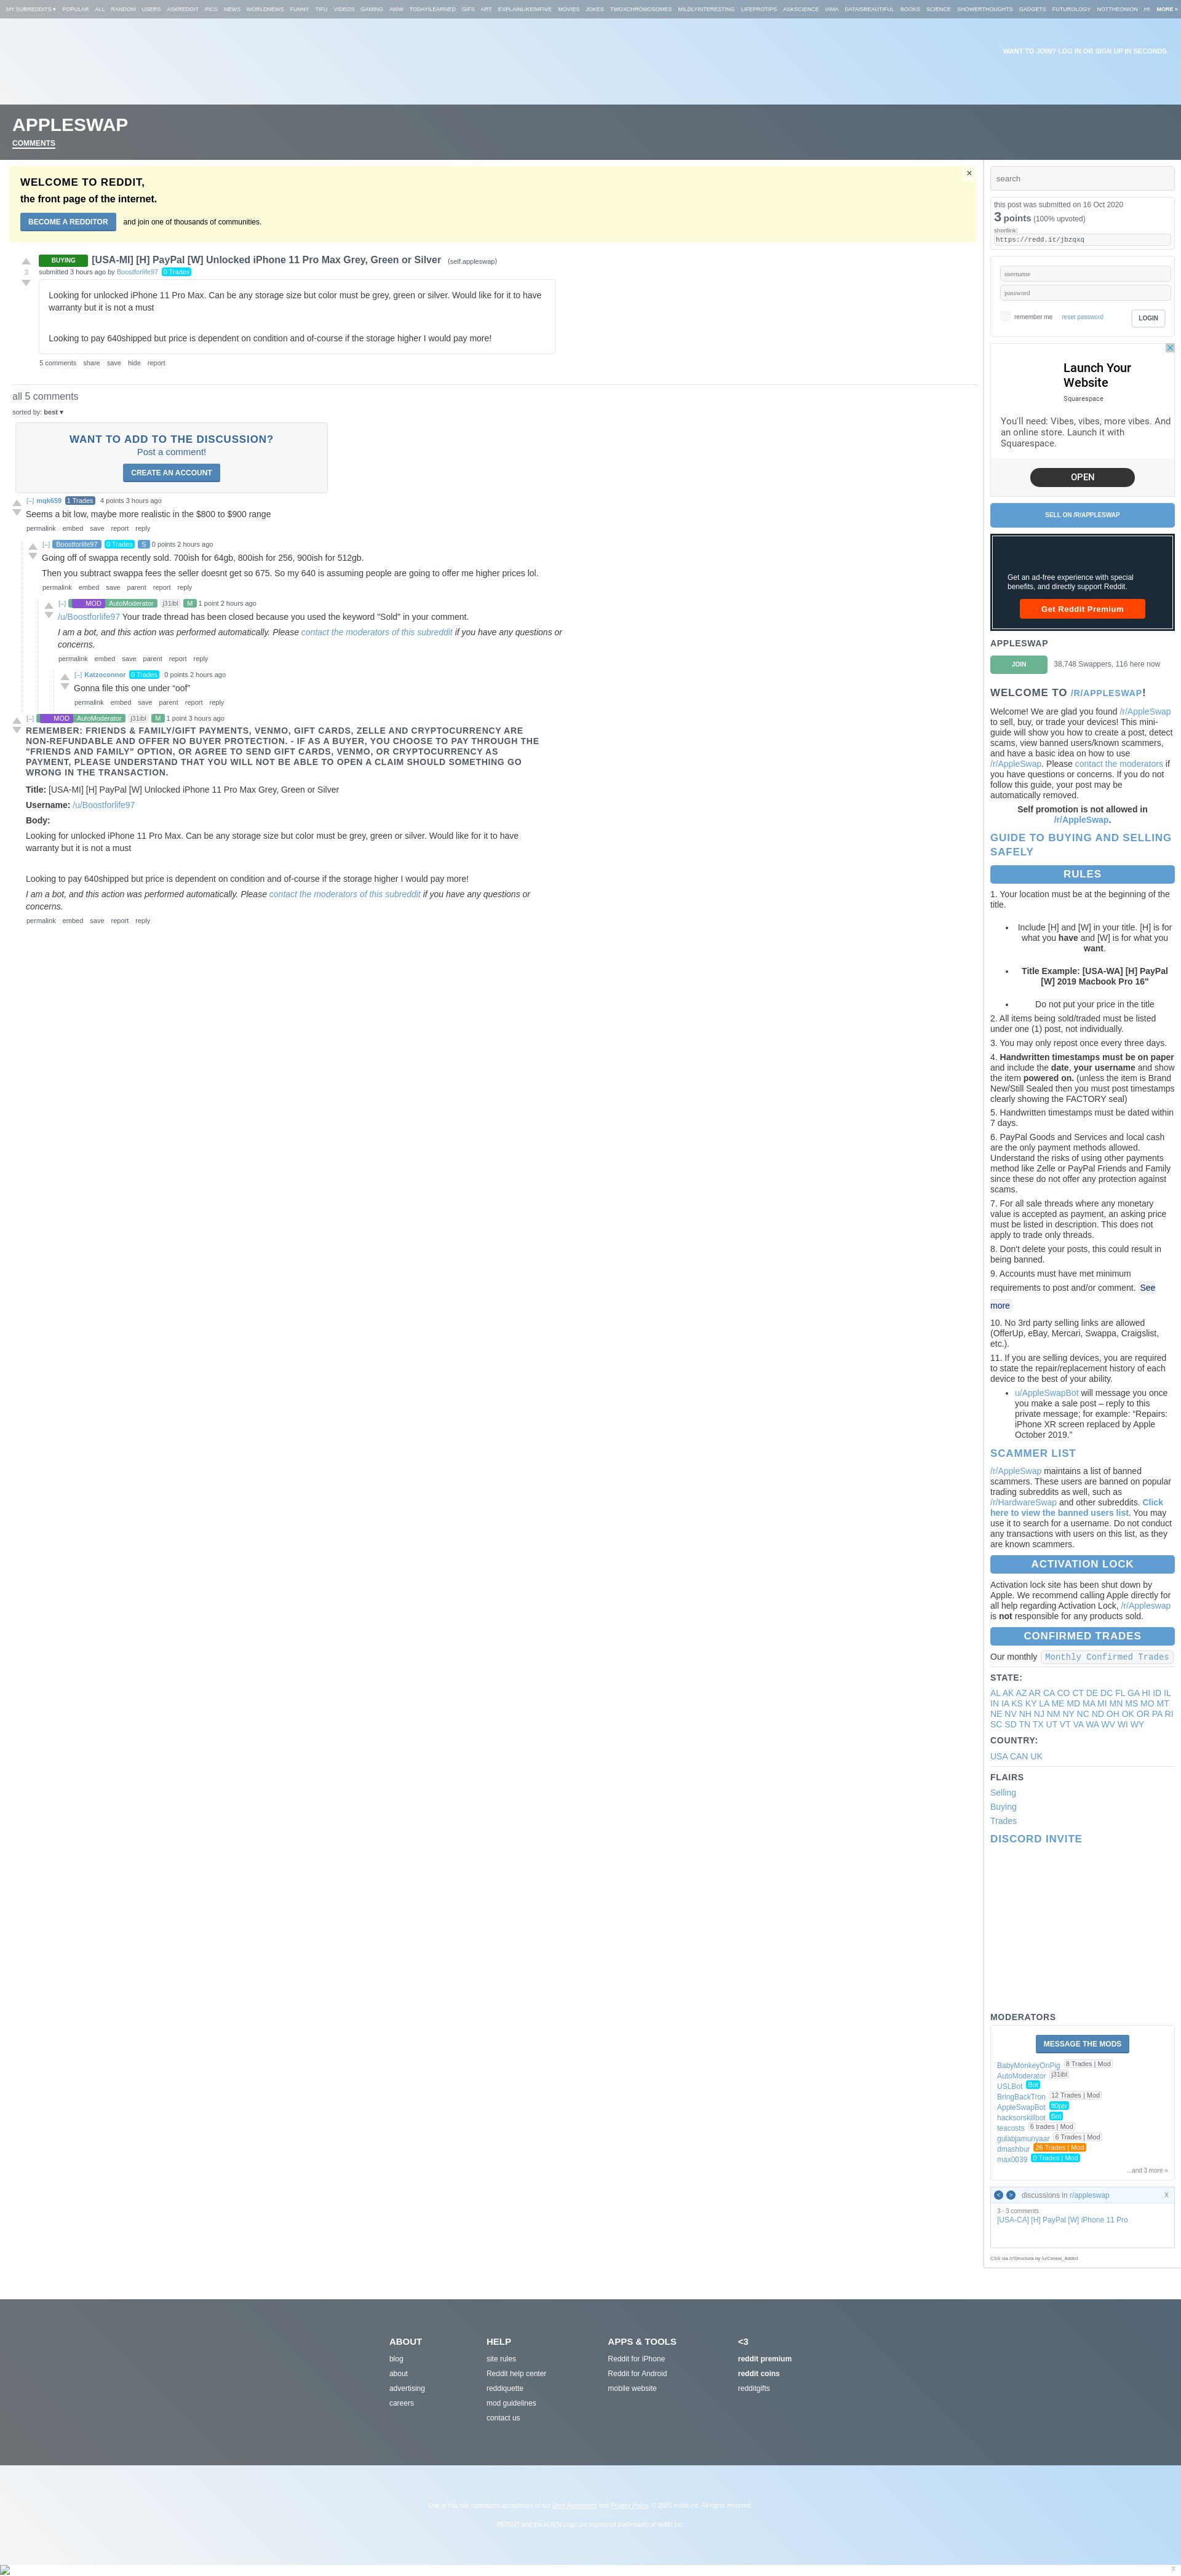 MY SUBREDDITS ▾ POPULAR ALL RANDOM USERS ASKREDDIT PICS NEWS WORLDNEWS FUNNY TIFU VIDEOS GAMING AWW TODAYILEARNED GIFS ART EXPLAINLIKEIMFIVE MOVIES JOKES TWOXCHROMOSOMES MILDLYINTERESTING LIFEPROTIPS ASKSCIENCE IAMA DATAISBEAUTIFUL BOOKS SCIENCE SHOWERTHOUGHTS GADGETS FUTUROLOGY NOTTHEONION HI MORE »
WANT TO JOIN? LOG IN OR SIGN UP IN SECONDS.
APPLESWAP
COMMENTS
×
WELCOME TO REDDIT,
the front page of the internet.
BECOME A REDDITOR and join one of thousands of communities.
3
BUYING [USA-MI] [H] PayPal [W] Unlocked iPhone 11 Pro Max Grey, Green or Silver (self.appleswap)
submitted 3 hours ago by Boostforlife97 0 Trades
Looking for unlocked iPhone 11 Pro Max. Can be any storage size but color must be grey, green or silver. Would like for it to have
warranty but it is not a must
Looking to pay 640shipped but price is dependent on condition and of-course if the storage higher I would pay more!
5 comments share save hide report
all 5 comments
sorted by: best ▾
WANT TO ADD TO THE DISCUSSION?
Post a comment!
CREATE AN ACCOUNT
[–] mqk659 1 Trades 4 points 3 hours ago
Seems a bit low, maybe more realistic in the $800 to $900 range
permalink embed save report reply
[–] Boostforlife97 0 Trades S 0 points 2 hours ago
Going off of swappa recently sold. 700ish for 64gb, 800ish for 256, 900ish for 512gb.
Then you subtract swappa fees the seller doesnt get so 675. So my 640 is assuming people are going to offer me higher prices lol.
permalink embed save parent report reply
[–] MOD AutoModerator j31ibl M 1 point 2 hours ago
/u/Boostforlife97 Your trade thread has been closed because you used the keyword "Sold" in your comment.
I am a bot, and this action was performed automatically. Please contact the moderators of this subreddit if you have any questions or
concerns.
permalink embed save parent report reply
[–] Katzoconnor 0 Trades 0 points 2 hours ago
Gonna file this one under “oof”
permalink embed save parent report reply
[–] MOD AutoModerator j31ibl M 1 point 3 hours ago
REMEMBER: FRIENDS & FAMILY/GIFT PAYMENTS, VENMO, GIFT CARDS, ZELLE AND CRYPTOCURRENCY ARE
NON-REFUNDABLE AND OFFER NO BUYER PROTECTION. - IF AS A BUYER, YOU CHOOSE TO PAY THROUGH THE
"FRIENDS AND FAMILY" OPTION, OR AGREE TO SEND GIFT CARDS, VENMO, OR CRYPTOCURRENCY AS
PAYMENT, PLEASE UNDERSTAND THAT YOU WILL NOT BE ABLE TO OPEN A CLAIM SHOULD SOMETHING GO
WRONG IN THE TRANSACTION.
Title: [USA-MI] [H] PayPal [W] Unlocked iPhone 11 Pro Max Grey, Green or Silver
Username: /u/Boostforlife97
Body:
Looking for unlocked iPhone 11 Pro Max. Can be any storage size but color must be grey, green or silver. Would like for it to have
warranty but it is not a must
Looking to pay 640shipped but price is dependent on condition and of-course if the storage higher I would pay more!
I am a bot, and this action was performed automatically. Please contact the moderators of this subreddit if you have any questions or
concerns.
permalink embed save report reply
search
this post was submitted on 16 Oct 2020
3 points (100% upvoted)
shortlink:
https://redd.it/jbzqxq
username
password
remember me reset password LOGIN
Launch Your
Website
Squarespace
You'll need: Vibes, vibes, more vibes. And
an online store. Launch it with
Squarespace.
OPEN
SELL ON /R/APPLESWAP
Get an ad-free experience with special
benefits, and directly support Reddit.
Get Reddit Premium
APPLESWAP
JOIN 38,748 Swappers, 116 here now
WELCOME TO /R/APPLESWAP!
Welcome! We are glad you found /r/AppleSwap
to sell, buy, or trade your devices! This mini-
guide will show you how to create a post, detect
scams, view banned users/known scammers,
and have a basic idea on how to use
/r/AppleSwap. Please contact the moderators if
you have questions or concerns. If you do not
follow this guide, your post may be
automatically removed.
Self promotion is not allowed in
/r/AppleSwap.
GUIDE TO BUYING AND SELLING
SAFELY
RULES
1. Your location must be at the beginning of the
title.
• Include [H] and [W] in your title. [H] is for
what you have and [W] is for what you
want.
• Title Example: [USA-WA] [H] PayPal
[W] 2019 Macbook Pro 16"
• Do not put your price in the title
2. All items being sold/traded must be listed
under one (1) post, not individually.
3. You may only repost once every three days.
4. Handwritten timestamps must be on paper
and include the date, your username and show
the item powered on. (unless the item is Brand
New/Still Sealed then you must post timestamps
clearly showing the FACTORY seal)
5. Handwritten timestamps must be dated within
7 days.
6. PayPal Goods and Services and local cash
are the only payment methods allowed.
Understand the risks of using other payments
method like Zelle or PayPal Friends and Family
since these do not offer any protection against
scams.
7. For all sale threads where any monetary
value is accepted as payment, an asking price
must be listed in description. This does not
apply to trade only threads.
8. Don't delete your posts, this could result in
being banned.
9. Accounts must have met minimum
requirements to post and/or comment. See
more
10. No 3rd party selling links are allowed
(OfferUp, eBay, Mercari, Swappa, Craigslist,
etc.).
11. If you are selling devices, you are required
to state the repair/replacement history of each
device to the best of your ability.
• u/AppleSwapBot will message you once
you make a sale post – reply to this
private message; for example: “Repairs:
iPhone XR screen replaced by Apple
October 2019.”
SCAMMER LIST
/r/AppleSwap maintains a list of banned
scammers. These users are banned on popular
trading subreddits as well, such as
/r/HardwareSwap and other subreddits. Click
here to view the banned users list. You may
use it to search for a username. Do not conduct
any transactions with users on this list, as they
are known scammers.
ACTIVATION LOCK
Activation lock site has been shut down by
Apple. We recommend calling Apple directly for
all help regarding Activation Lock, /r/Appleswap
is not responsible for any products sold.
CONFIRMED TRADES
Our monthly Monthly Confirmed Trades
STATE:
AL AK AZ AR CA CO CT DE DC FL GA HI ID IL
IN IA KS KY LA ME MD MA MI MN MS MO MT
NE NV NH NJ NM NY NC ND OH OK OR PA RI
SC SD TN TX UT VT VA WA WV WI WY
COUNTRY:
USA CAN UK
FLAIRS
Selling
Buying
Trades
DISCORD INVITE
MODERATORS
MESSAGE THE MODS
BabyMonkeyOnPig 8 Trades | Mod
AutoModerator j31ibl
USLBot Bot
BringBackTron 12 Trades | Mod
AppleSwapBot ft0pjv
hacksorskillbot Bot
teacosts 6 trades | Mod
gulabjamunyaar 6 Trades | Mod
dmashbur 26 Trades | Mod
max0039 0 Trades | Mod
...and 3 more »
< > discussions in r/appleswap X
3 · 3 comments
[USA-CA] [H] PayPal [W] iPhone 11 Pro
CSS via /r/Structura by /u/Cereal_Addict
ABOUT
blog
about
advertising
careers
HELP
site rules
Reddit help center
reddiquette
mod guidelines
contact us
APPS & TOOLS
Reddit for iPhone
Reddit for Android
mobile website
<3
reddit premium
reddit coins
redditgifts
Use of this site constitutes acceptance of our User Agreement and Privacy Policy. © 2020 reddit inc. All rights reserved.
REDDIT and the ALIEN Logo are registered trademarks of reddit inc.
π